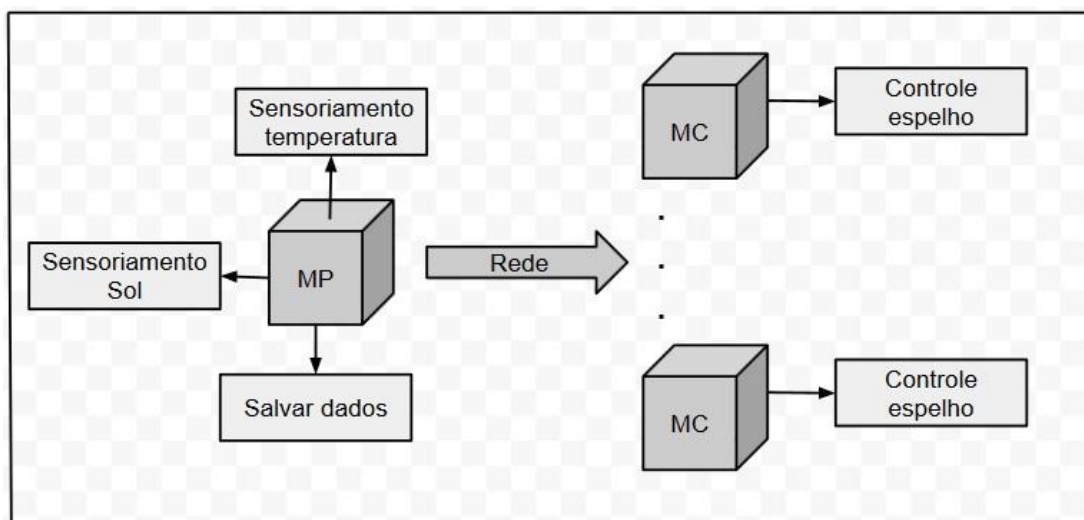 Sensoriamento
temperatura
Sensoriamento
Sol
MP
Salvar dados
Rede
MC
Controle
espelho
MC
Controle
espelho